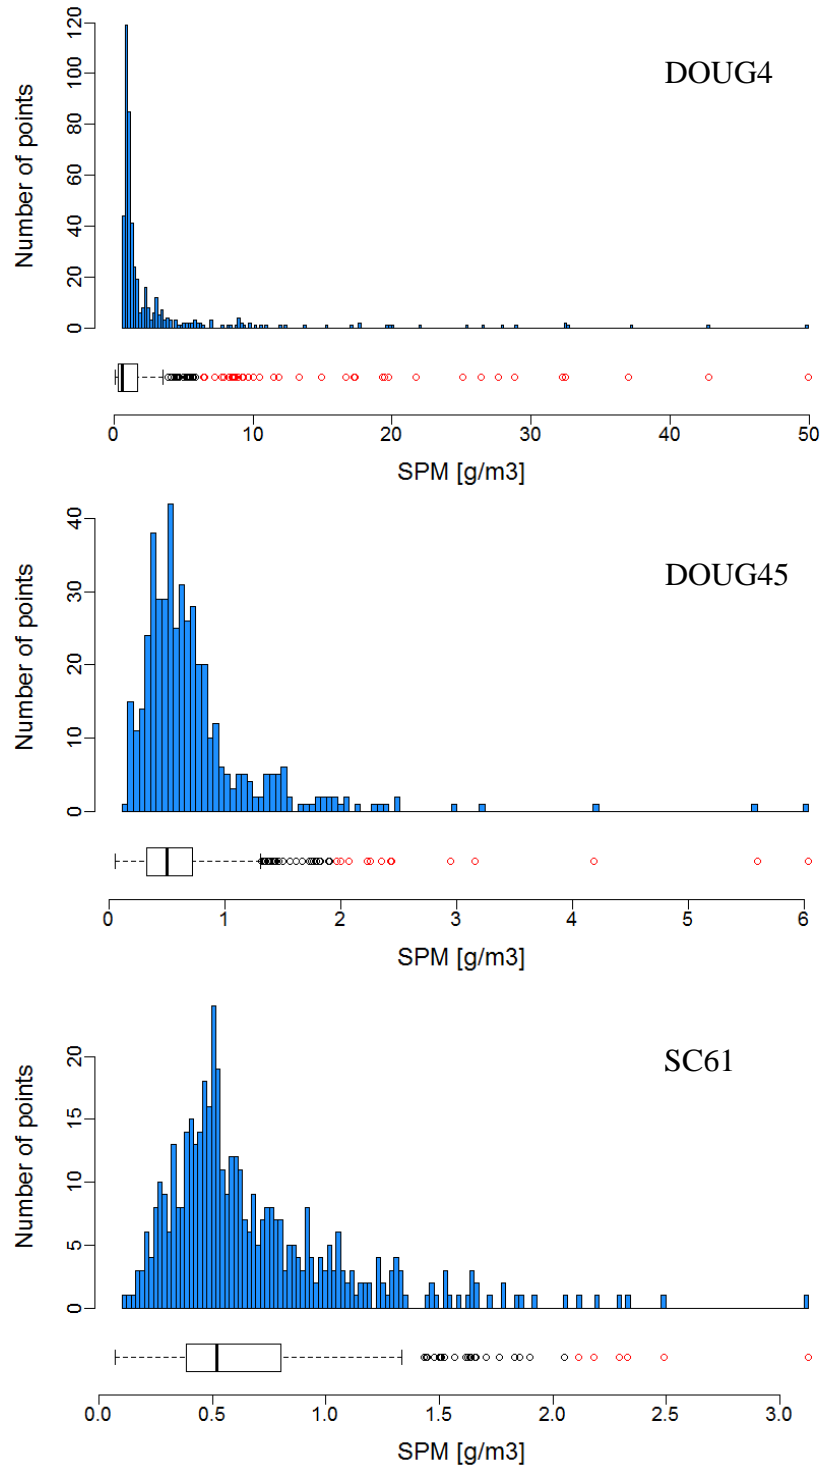 DOUG4
Number of points
0 20 40 60 80 100 120
0 10 20 30 40 50
SPM [g/m3]
DOUG45
Number of points
0 10 20 30 40
0 1 2 3 4 5 6
SPM [g/m3]
SC61
Number of points
0 5 10 15 20
0.0 0.5 1.0 1.5 2.0 2.5 3.0
SPM [g/m3]